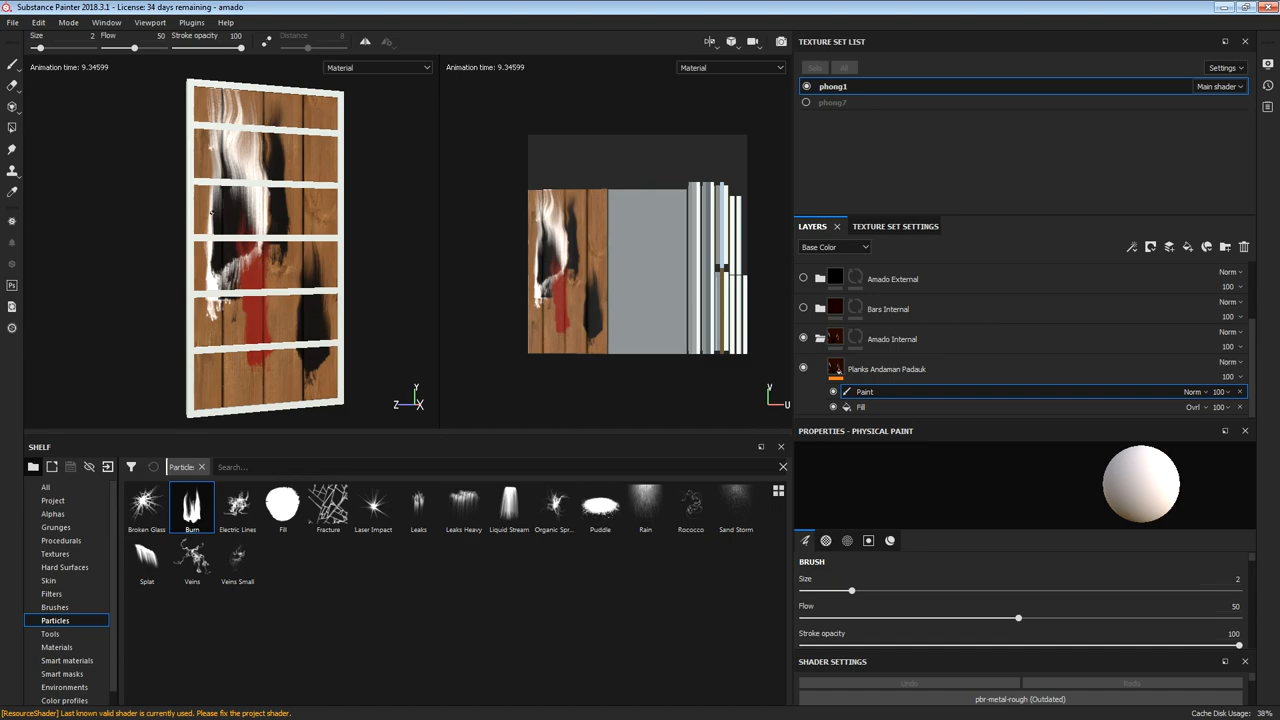 Substance Painter 2018.3.1 - License: 34 days remaining - amado
File Edit Mode Window Viewport Plugins Help
Size 2 Flow 50 Stroke opacity 100 Distance 8
Animation time: 9.34599 Material
Animation time: 9.34599 Material
Z Y X
V U
TEXTURE SET LIST
Solo All Settings
phong1 Main shader
phong7
LAYERS TEXTURE SET SETTINGS
Base Color
Amado External Norm 100
Bars Internal Norm 100
Amado Internal Norm 100
Planks Andaman Padauk Norm 100
Paint Norm 100
Fill Ovrl 100
PROPERTIES - PHYSICAL PAINT
BRUSH
Size 2
Flow 50
Stroke opacity 100
SHADER SETTINGS
Undo Redo
pbr-metal-rough (Outdated)
SHELF
Particle Search...
All
Project
Alphas
Grunges
Procedurals
Textures
Hard Surfaces
Skin
Filters
Brushes
Particles
Tools
Materials
Smart materials
Smart masks
Environments
Color profiles
Broken Glass Burn Electric Lines Fill Fracture Laser Impact Leaks Leaks Heavy Liquid Stream Organic Spr... Puddle Rain Rococco Sand Storm
Splat Veins Veins Small
[ResourceShader] Last known valid shader is currently used. Please fix the project shader.
Cache Disk Usage: 38%